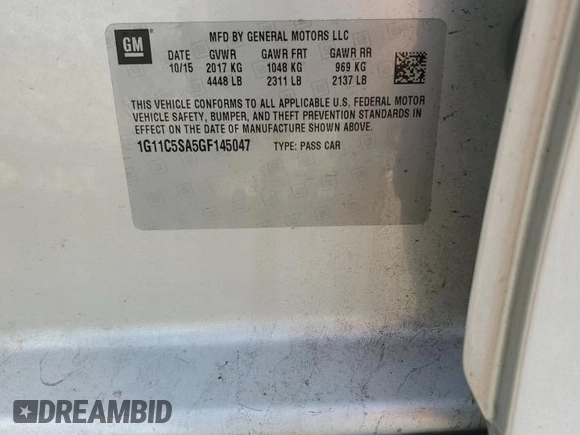 GM
MFD BY GENERAL MOTORS LLC
DATE GVWR GAWR FRT GAWR RR
10/15 2017 KG 1048 KG 969 KG
4448 LB 2311 LB 2137 LB
THIS VEHICLE CONFORMS TO ALL APPLICABLE U.S. FEDERAL MOTOR
VEHICLE SAFETY, BUMPER, AND THEFT PREVENTION STANDARDS IN
EFFECT ON THE DATE OF MANUFACTURE SHOWN ABOVE.
1G11C5SA5GF145047 TYPE: PASS CAR
DREAMBID